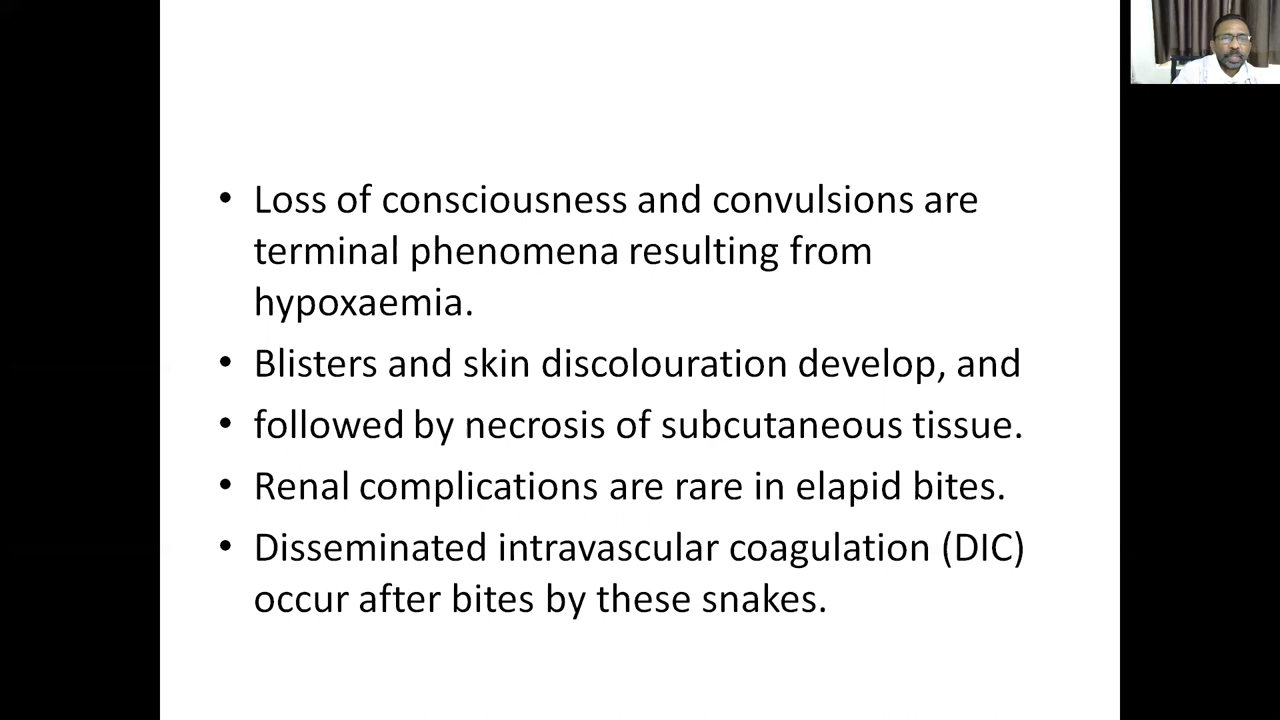 • Loss of consciousness and convulsions are
terminal phenomena resulting from
hypoxaemia.
• Blisters and skin discolouration develop, and
• followed by necrosis of subcutaneous tissue.
• Renal complications are rare in elapid bites.
• Disseminated intravascular coagulation (DIC)
occur after bites by these snakes.